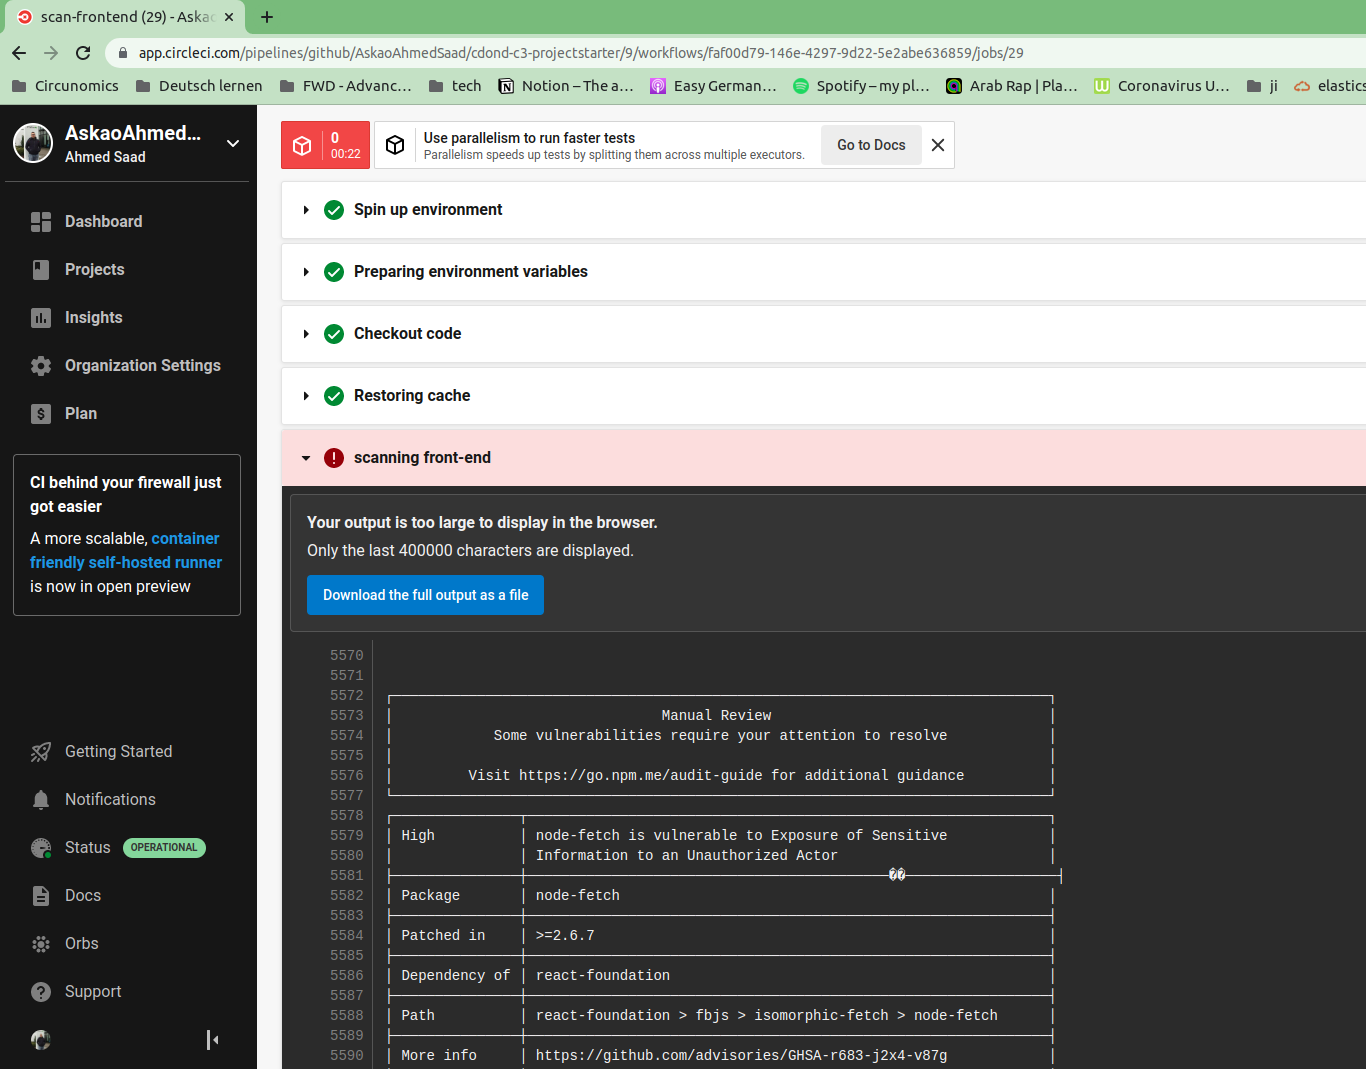 scan-frontend (29) - Askao
app.circleci.com/pipelines/github/AskaoAhmedSaad/cdond-c3-projectstarter/9/workflows/faf00d79-146e-4297-9d22-5e2abe636859/jobs/29
Circunomics
Deutsch lernen
FWD - Advanc...
tech
Notion – The a...
Easy German...
Spotify – my pl...
Arab Rap | Pla...
Coronavirus U...
ji
elastics
AskaoAhmed...
Ahmed Saad
Dashboard
Projects
Insights
Organization Settings
Plan
CI behind your firewall just
got easier
A more scalable, container
friendly self-hosted runner
is now in open preview
Getting Started
Notifications
Status OPERATIONAL
Docs
Orbs
Support
0
00:22
Use parallelism to run faster tests
Parallelism speeds up tests by splitting them across multiple executors.
Go to Docs
Spin up environment
Preparing environment variables
Checkout code
Restoring cache
scanning front-end
Your output is too large to display in the browser.
Only the last 400000 characters are displayed.
Download the full output as a file
5570
5571
5572
5573 Manual Review
5574 Some vulnerabilities require your attention to resolve
5575
5576 Visit https://go.npm.me/audit-guide for additional guidance
5577
5578
5579 High node-fetch is vulnerable to Exposure of Sensitive
5580 Information to an Unauthorized Actor
5581 ��
5582 Package node-fetch
5583
5584 Patched in >=2.6.7
5585
5586 Dependency of react-foundation
5587
5588 Path react-foundation > fbjs > isomorphic-fetch > node-fetch
5589
5590 More info https://github.com/advisories/GHSA-r683-j2x4-v87g